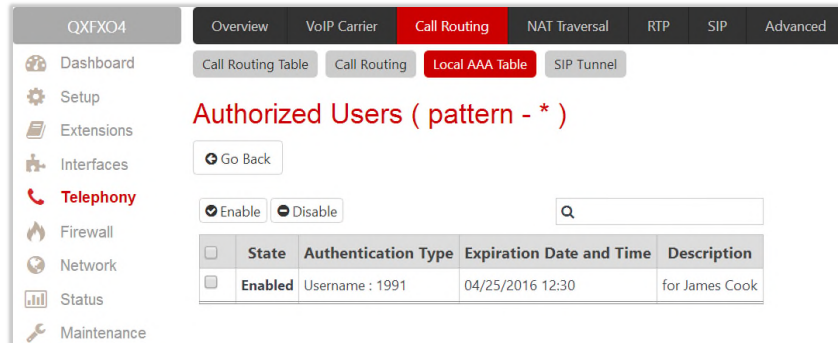 QXFXO4
Overview VoIP Carrier Call Routing NAT Traversal RTP SIP Advanced
Dashboard
Setup
Extensions
Interfaces
Telephony
Firewall
Network
Status
Maintenance
Call Routing Table Call Routing Local AAA Table SIP Tunnel
Authorized Users ( pattern - * )
Go Back
Enable Disable
State Authentication Type Expiration Date and Time Description
Enabled Username : 1991 04/25/2016 12:30 for James Cook